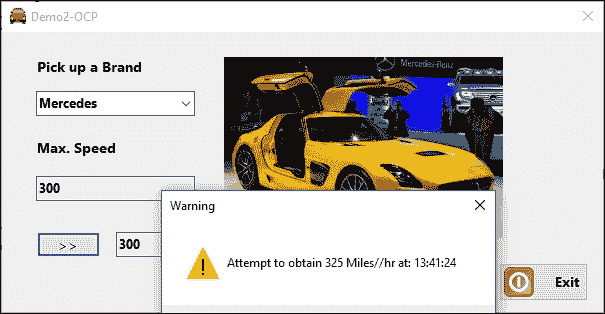 Demo2-OCP
Pick up a Brand
Mercedes-Benz
Mercedes
Max. Speed
300
Warning
>>
300
Attempt to obtain 325 Miles//hr at: 13:41:24
Exit